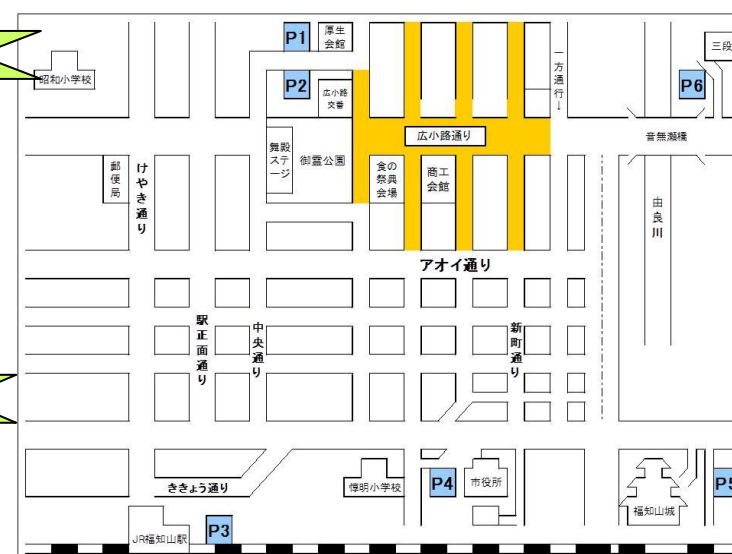 P1
厚生
会館
三段
昭和小学校
P2
広小路
交番
一方通行↓
P6
広小路通り
音無瀬橋
舞殿
ステ
ージ
御霊公園
食の
祭典
会場
商工
会館
郵便局
けやき通り
由良川
アオイ通り
駅正面通り
中央通り
新町通り
ききょう通り
惇明小学校
P4
市役所
P5
福知山城
JR福知山駅
P3